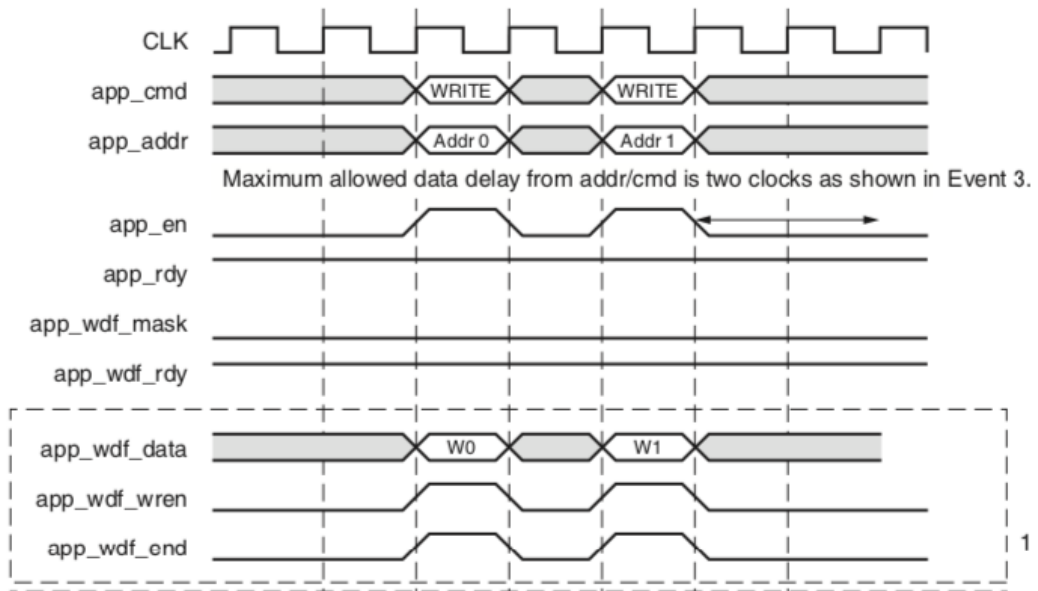 CLK
app_cmd WRITE WRITE
app_addr Addr 0 Addr 1
Maximum allowed data delay from addr/cmd is two clocks as shown in Event 3.
app_en
app_rdy
app_wdf_mask
app_wdf_rdy
app_wdf_data W0 W1
app_wdf_wren
app_wdf_end 1